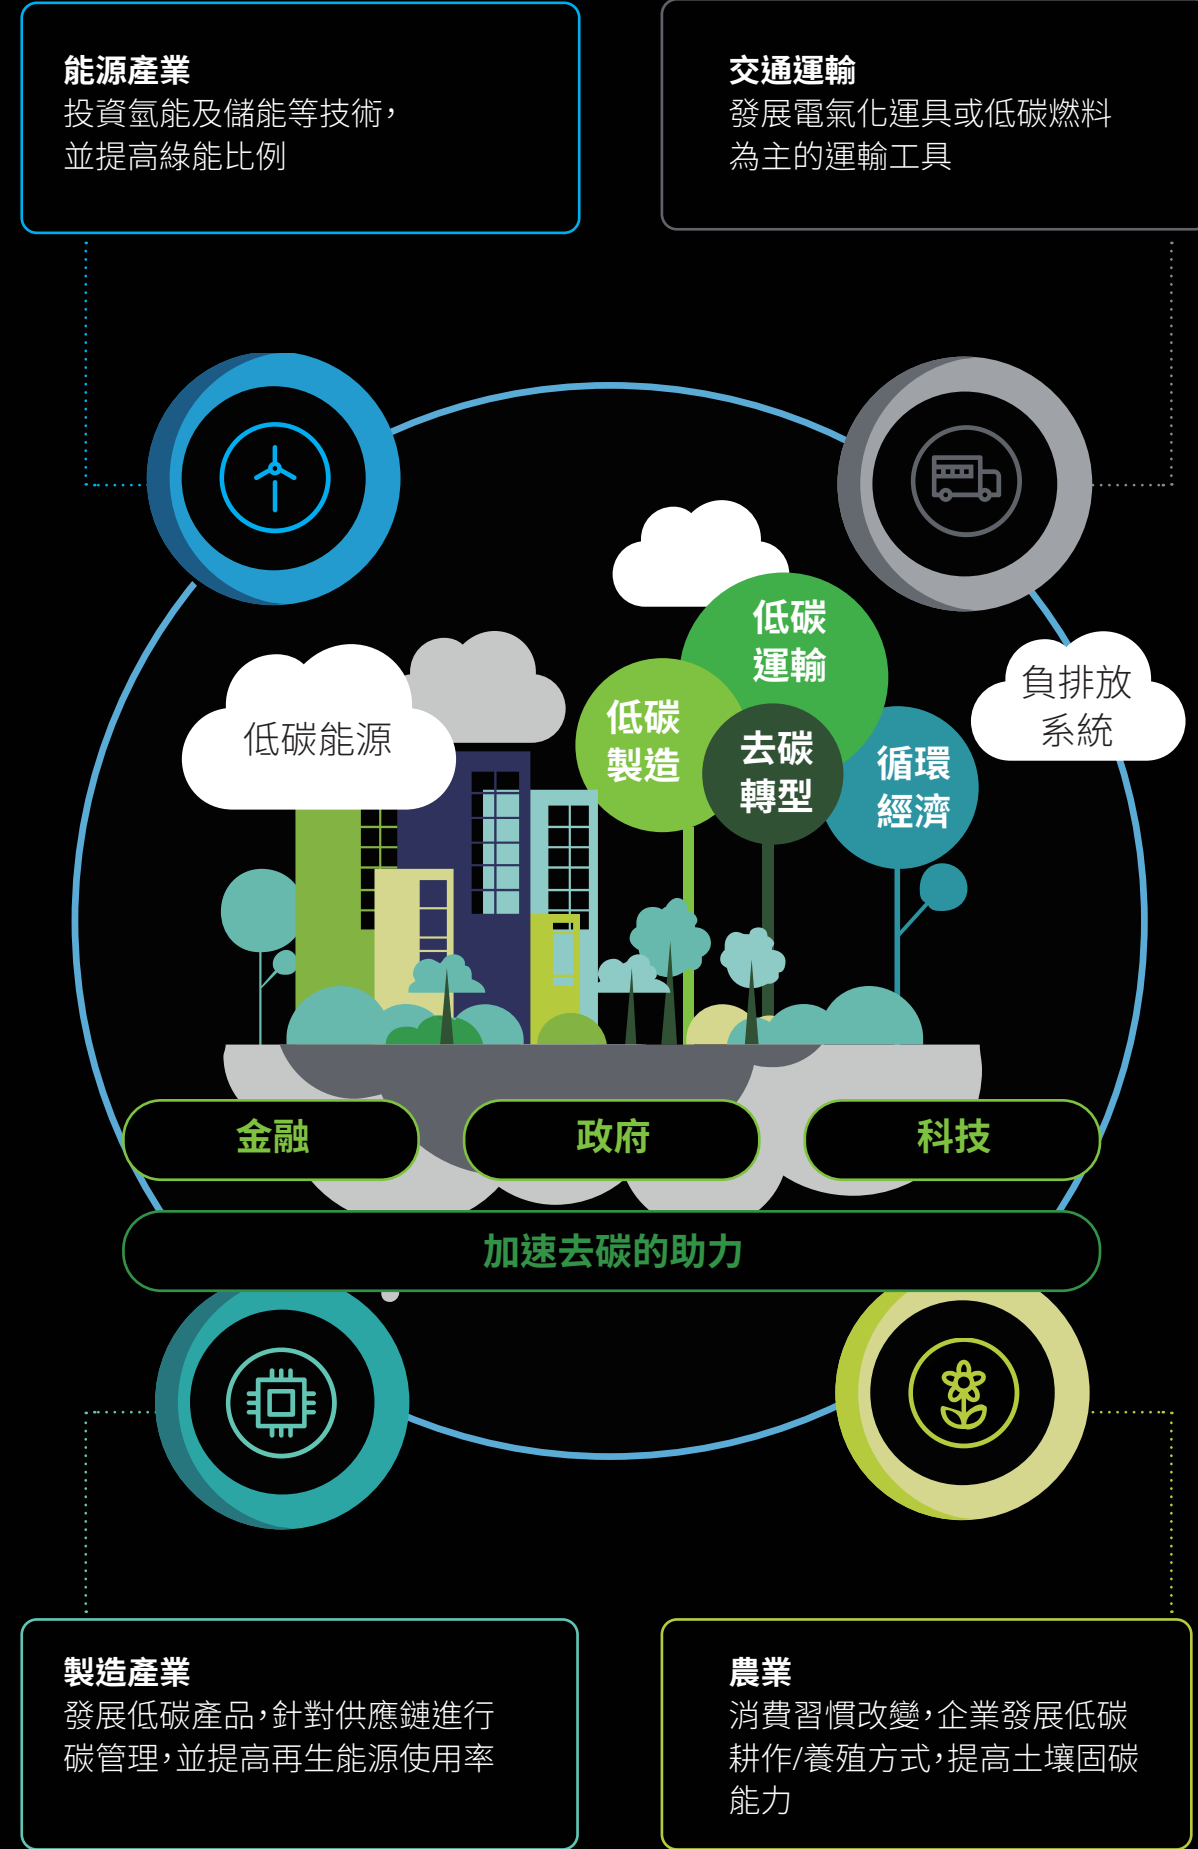 能源產業
投資氫能及儲能等技術，
並提高綠能比例
交通運輸
發展電氣化運具或低碳燃料
為主的運輸工具
低碳
運輸
低碳
製造
去碳
轉型
循環
經濟
負排放
系統
低碳能源
金融
政府
科技
加速去碳的助力
製造產業
發展低碳產品，針對供應鏈進行
碳管理，並提高再生能源使用率
農業
消費習慣改變，企業發展低碳
耕作/養殖方式，提高土壤固碳
能力